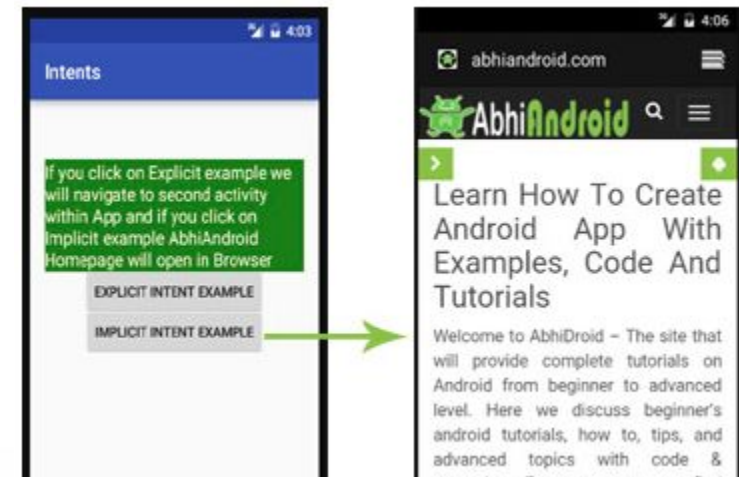 4:03
Intents
If you click on Explicit example we
will navigate to second activity
within App and if you click on
Implicit example AbhiAndroid
Homepage will open in Browser
EXPLICIT INTENT EXAMPLE
IMPLICIT INTENT EXAMPLE
4:06
abhiandroid.com
AbhiAndroid
Learn How To Create
Android App With
Examples, Code And
Tutorials
Welcome to AbhiDroid – The site that
will provide complete tutorials on
Android from beginner to advanced
level. Here we discuss beginner's
android tutorials, how to, tips, and
advanced topics with code &